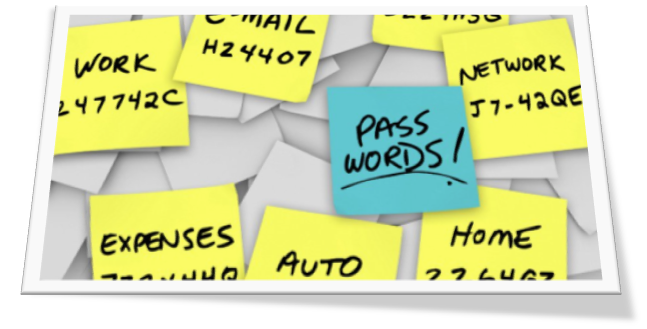 E-MAIL
H24407
WORK
247742C
NETWORK
J7-42QE
PASS
WORDS!
EXPENSES
AUTO
HOME